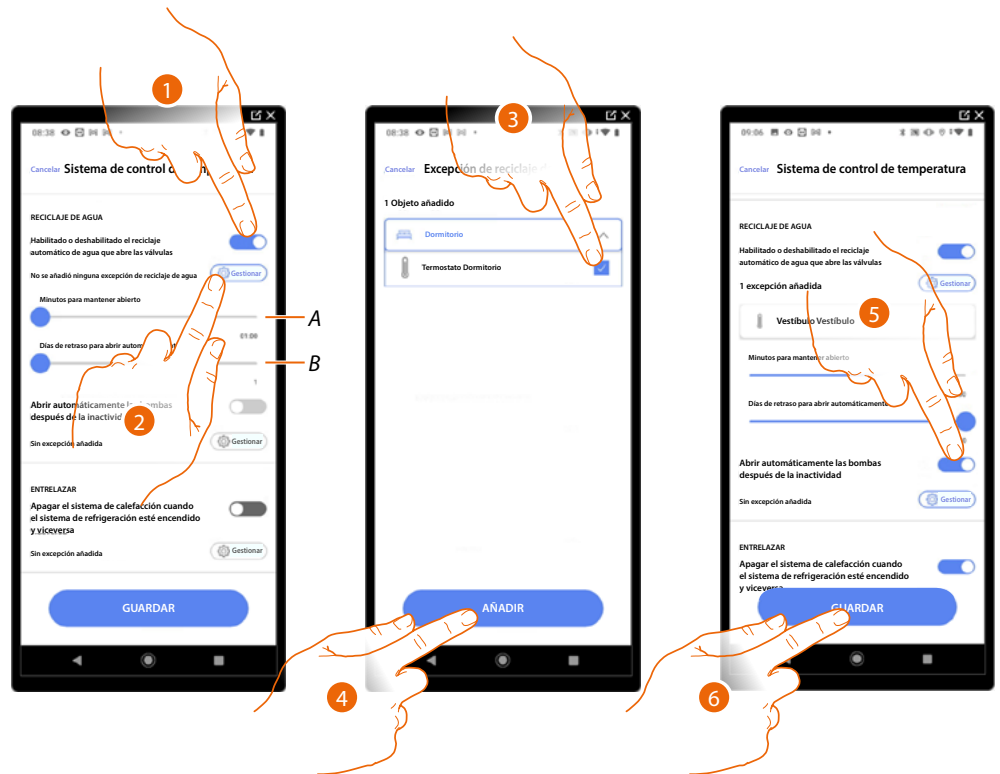 1
08:38
Cancelar Sistema de control de
RECICLAJE DE AGUA
Habilitado o deshabilitado el reciclaje
automático de agua que abre las válvulas
No se añadió ninguna excepción de reciclaje de agua
Gestionar
Minutos para mantener abierto
A
01:00
Días de retraso para abrir
B
1
Abrir automáticamente las bombas
después de la
2
Sin excepción añadida
Gestionar
ENTRELAZAR
Apagar el sistema de calefacción cuando
el sistema de refrigeración esté encendido
y viceversa
Sin excepción añadida
Gestionar
GUARDAR
3
08:38
Cancelar Excepción de reciclaje
1 Objeto añadido
Dormitorio
Termostato Dormitorio
AÑADIR
4
09:06
Cancelar Sistema de control de temperatura
RECICLAJE DE AGUA
Habilitado o deshabilitado el reciclaje
automático de agua que abre las válvulas
1 excepción añadida
Gestionar
5
Vestíbulo Vestíbulo
Minutos para mantener abierto
Días de retraso para abrir automáticamente
Abrir automáticamente las bombas
después de la inactividad
Sin excepción añadida
Gestionar
ENTRELAZAR
Apagar el sistema de calefacción cuando
el sistema de refrigeración esté encendido
y viceversa
GUARDAR
6